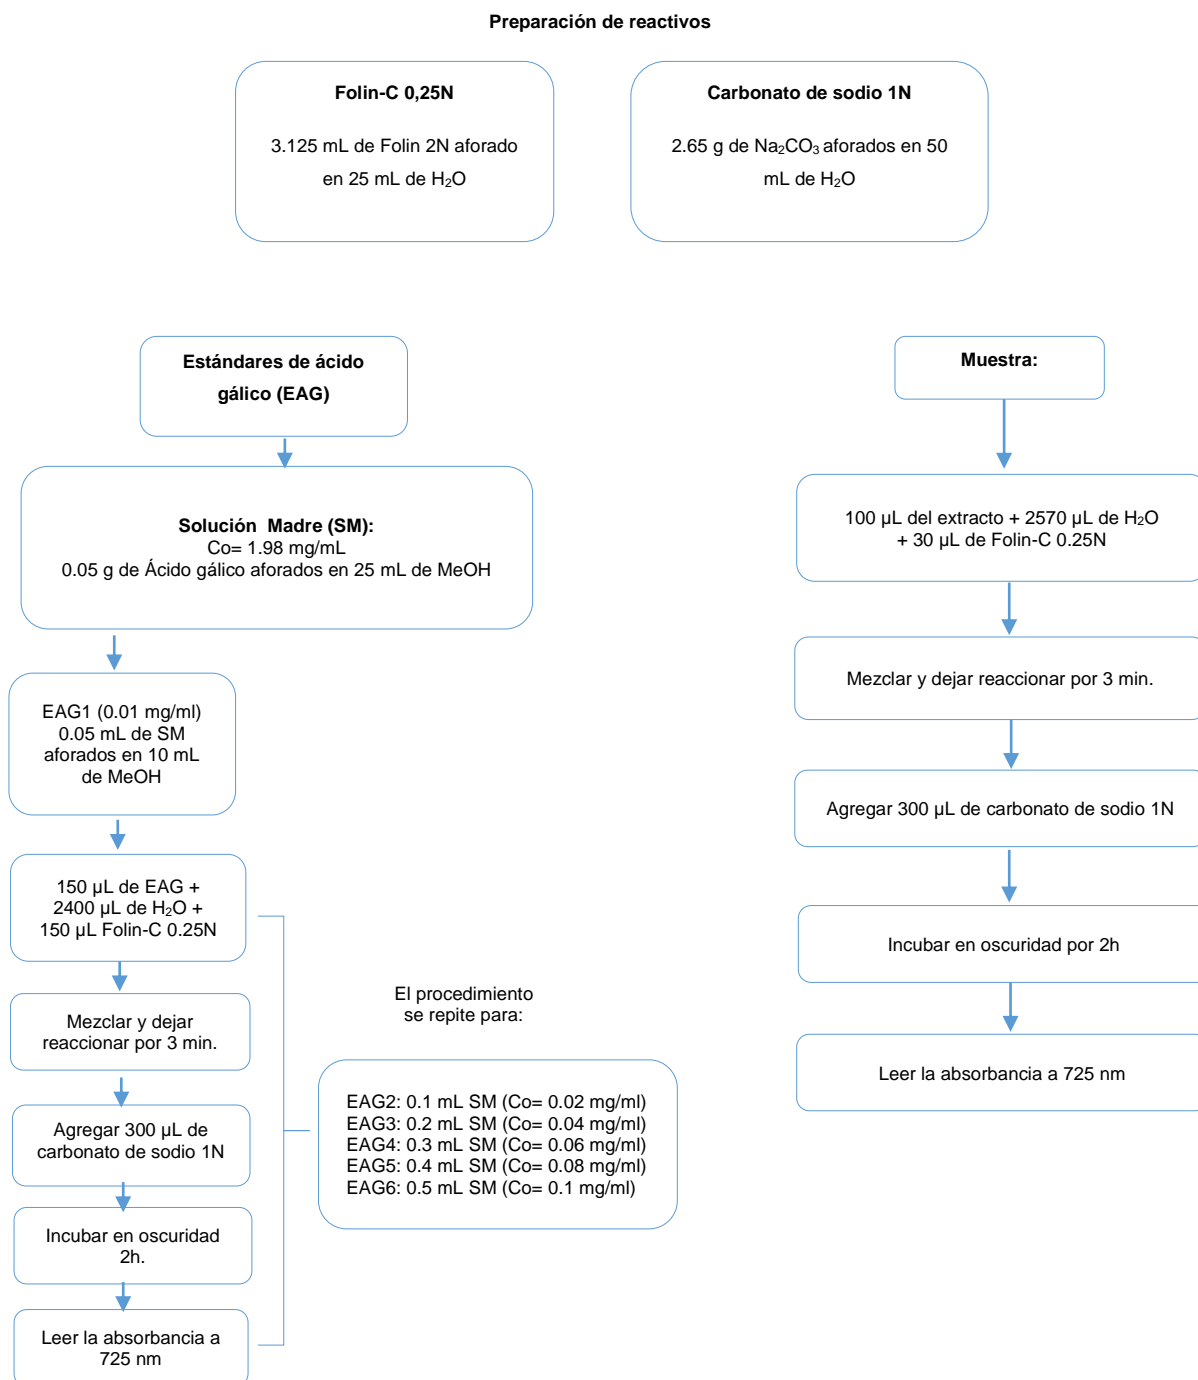 Preparación de reactivos
Folin-C 0,25N
3.125 mL de Folin 2N aforado
en 25 mL de H₂O
Carbonato de sodio 1N
2.65 g de Na₂CO₃ aforados en 50
mL de H₂O
Estándares de ácido
gálico (EAG)
Solución Madre (SM):
Co= 1.98 mg/mL
0.05 g de Ácido gálico aforados en 25 mL de MeOH
EAG1 (0.01 mg/ml)
0.05 mL de SM
aforados en 10 mL
de MeOH
150 µL de EAG +
2400 µL de H₂O +
150 µL Folin-C 0.25N
Mezclar y dejar
reaccionar por 3 min.
Agregar 300 µL de
carbonato de sodio 1N
Incubar en oscuridad
2h.
Leer la absorbancia a
725 nm
El procedimiento
se repite para:
EAG2: 0.1 mL SM (Co= 0.02 mg/ml)
EAG3: 0.2 mL SM (Co= 0.04 mg/ml)
EAG4: 0.3 mL SM (Co= 0.06 mg/ml)
EAG5: 0.4 mL SM (Co= 0.08 mg/ml)
EAG6: 0.5 mL SM (Co= 0.1 mg/ml)
Muestra:
100 µL del extracto + 2570 µL de H₂O
+ 30 µL de Folin-C 0.25N
Mezclar y dejar reaccionar por 3 min.
Agregar 300 µL de carbonato de sodio 1N
Incubar en oscuridad por 2h
Leer la absorbancia a 725 nm